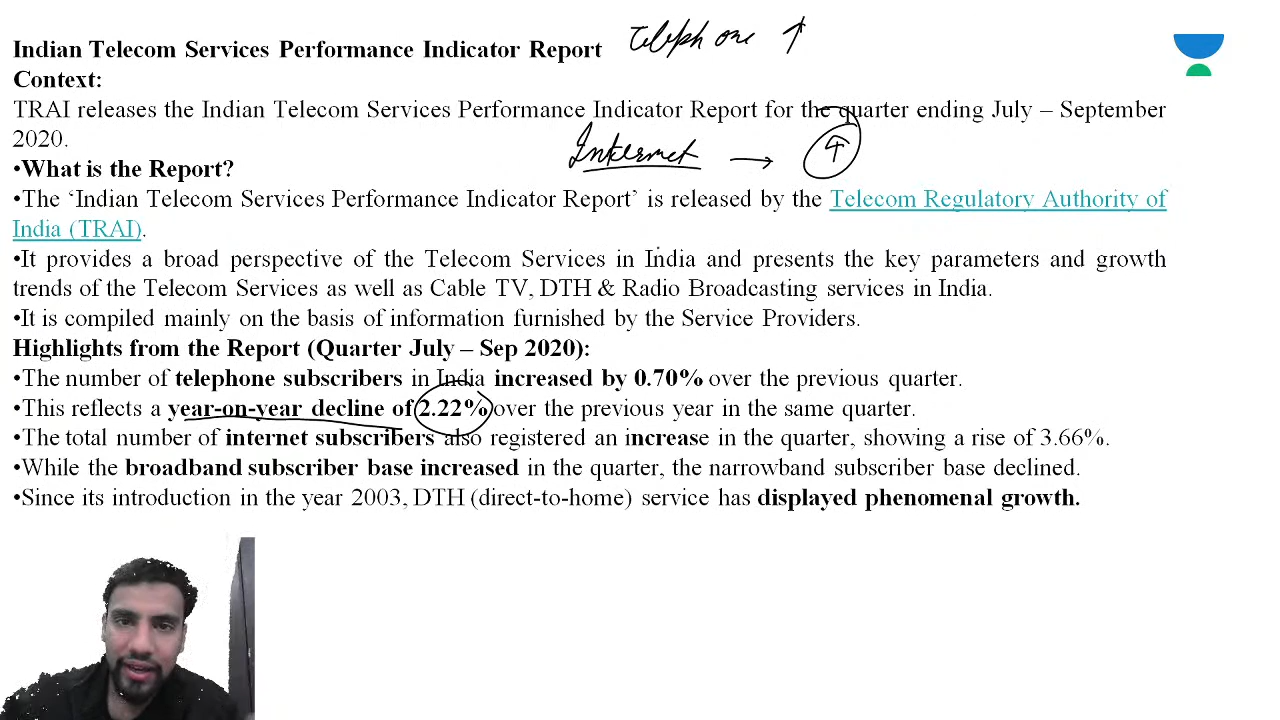 Indian Telecom Services Performance Indicator Report Telephone ↑
Context:
TRAI releases the Indian Telecom Services Performance Indicator Report for the quarter ending July – September
2020.
Internet → ↑
•What is the Report?
•The ‘Indian Telecom Services Performance Indicator Report’ is released by the Telecom Regulatory Authority of
India (TRAI).
•It provides a broad perspective of the Telecom Services in India and presents the key parameters and growth
trends of the Telecom Services as well as Cable TV, DTH & Radio Broadcasting services in India.
•It is compiled mainly on the basis of information furnished by the Service Providers.
Highlights from the Report (Quarter July – Sep 2020):
•The number of telephone subscribers in India increased by 0.70% over the previous quarter.
•This reflects a year-on-year decline of 2.22% over the previous year in the same quarter.
•The total number of internet subscribers also registered an increase in the quarter, showing a rise of 3.66%.
•While the broadband subscriber base increased in the quarter, the narrowband subscriber base declined.
•Since its introduction in the year 2003, DTH (direct-to-home) service has displayed phenomenal growth.